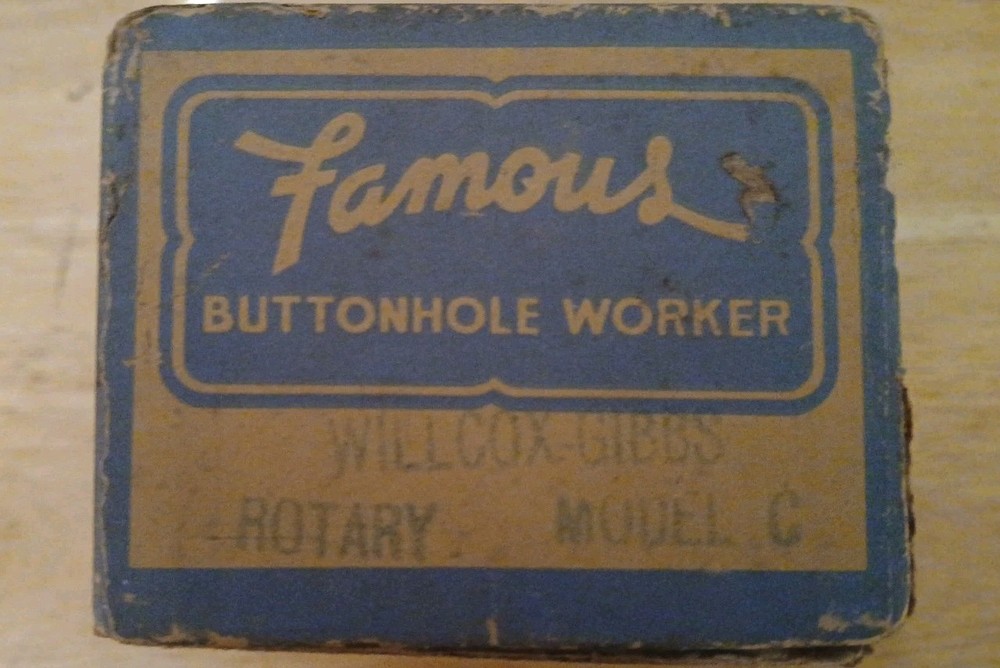 Famous
BUTTONHOLE WORKER
WILLCOX-GIBBS
ROTARY MODEL C